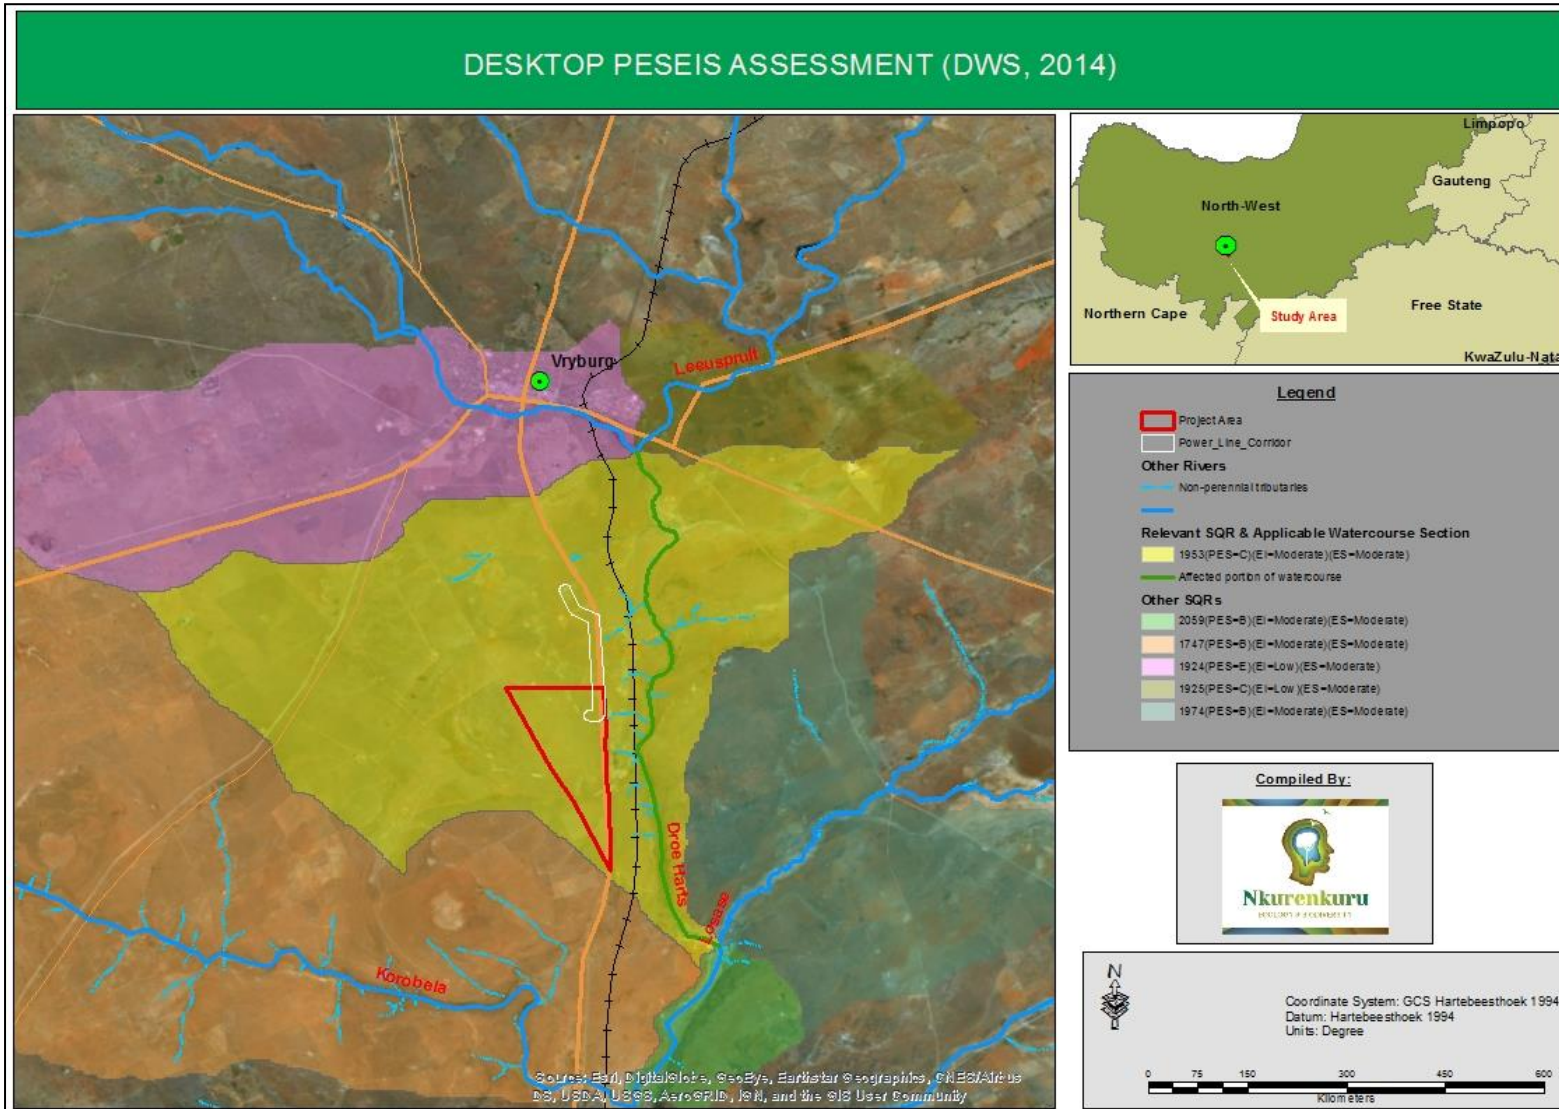 DESKTOP PESEIS ASSESSMENT (DWS, 2014)
Vryburg
Leeuspruit
Droe Harts
Losase
Korobela
Source: Esri, DigitalGlobe, GeoEye, Earthstar Geographics, CNES/Airbus
DS, USDA, USGS, AeroGRID, IGN, and the GIS User Community
Limpopo
Gauteng
North-West
Northern Cape
Study Area
Free State
KwaZulu-Nata
Legend
Project Area
Power_Line_Corridor
Other Rivers
Non-perennial tributaries
Relevant SQR & Applicable Watercourse Section
1953(PES=C)(EI=Moderate)(ES=Moderate)
Affected portion of watercourse
Other SQRs
2059(PES=B)(EI=Moderate)(ES=Moderate)
1747(PES=B)(EI=Moderate)(ES=Moderate)
1924(PES=E)(EI=Low)(ES=Moderate)
1925(PES=C)(EI=Low)(ES=Moderate)
1974(PES=B)(EI=Moderate)(ES=Moderate)
Compiled By:
Nkurenkuru
ECOLOGY & BIODIVERSITY
N
Coordinate System: GCS Hartebeesthoek 1994
Datum: Hartebeesthoek 1994
Units: Degree
0 75 150 300 450 600
Kilometers